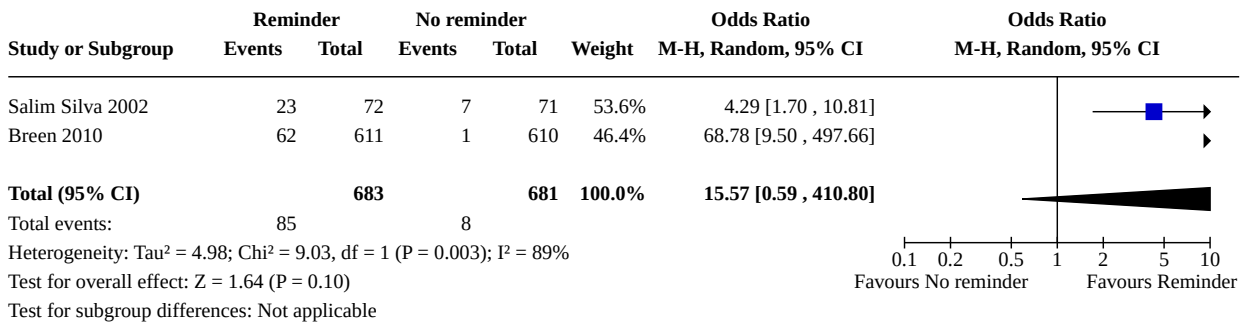 Reminder No reminder Odds Ratio Odds Ratio
Study or Subgroup Events Total Events Total Weight M-H, Random, 95% CI M-H, Random, 95% CI
Salim Silva 2002 23 72 7 71 53.6% 4.29 [1.70 , 10.81]
Breen 2010 62 611 1 610 46.4% 68.78 [9.50 , 497.66]
Total (95% CI) 683 681 100.0% 15.57 [0.59 , 410.80]
Total events: 85 8
Heterogeneity: Tau² = 4.98; Chi² = 9.03, df = 1 (P = 0.003); I² = 89%
0.1 0.2 0.5 1 2 5 10
Test for overall effect: Z = 1.64 (P = 0.10) Favours No reminder Favours Reminder
Test for subgroup differences: Not applicable